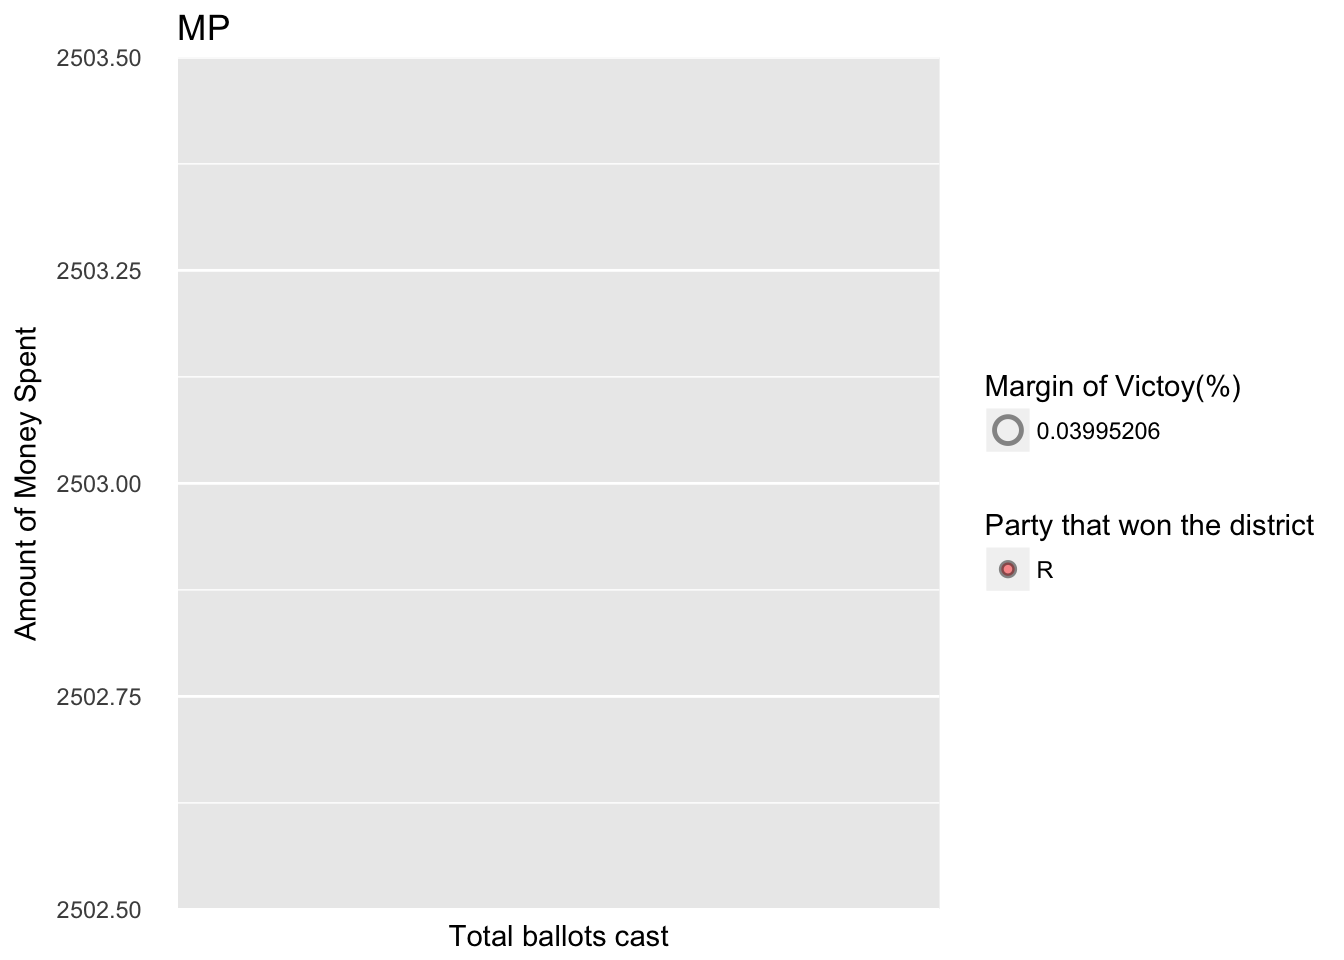 MP
2503.50
2503.25
2503.00
2502.75
2502.50
Amount of Money Spent
Total ballots cast
Margin of Victoy(%)
0.03995206
Party that won the district
R